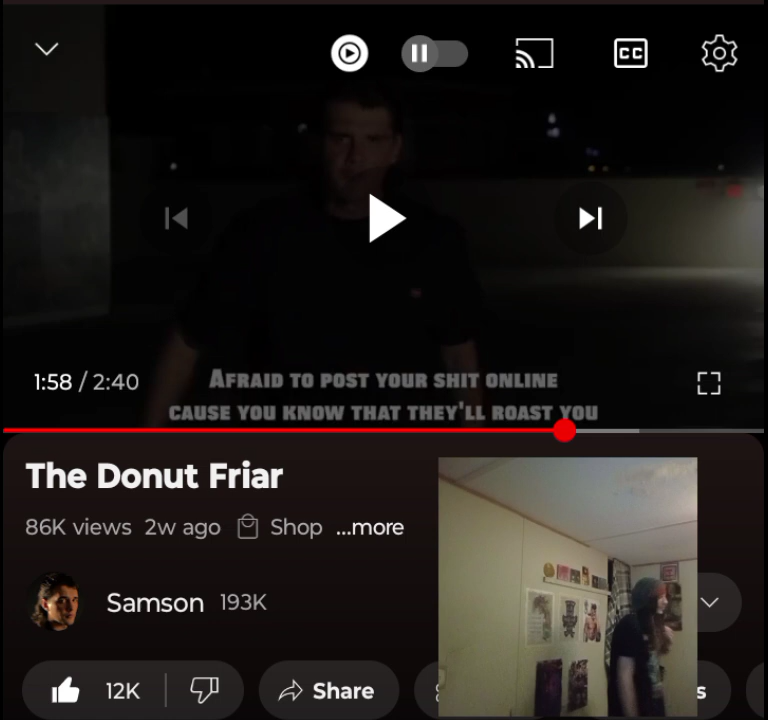 CC
1:58 / 2:40
Afraid to post your shit online
cause you know that they'll roast you
The Donut Friar
86K views 2w ago Shop ...more
Samson 193K
12K Share s